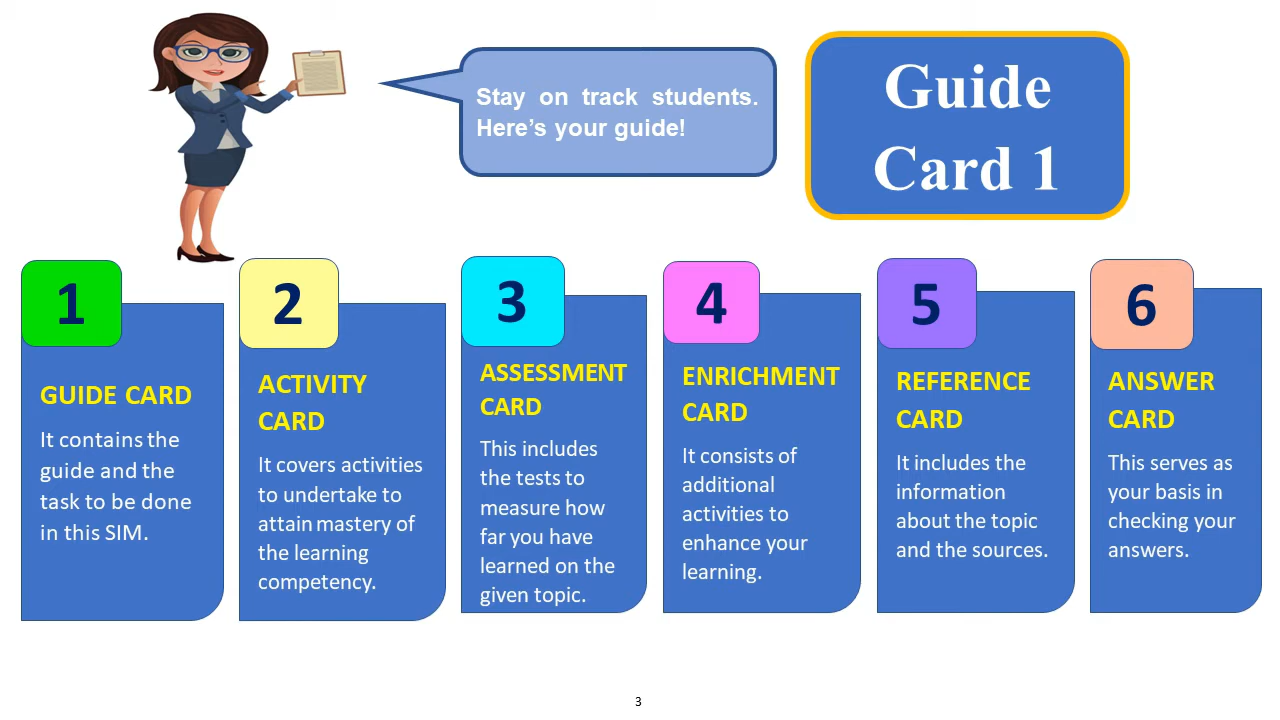 Stay on track students.
Here’s your guide!
Guide
Card 1
1
GUIDE CARD
It contains the
guide and the
task to be done
in this SIM.
2
ACTIVITY
CARD
It covers activities
to undertake to
attain mastery of
the learning
competency.
3
ASSESSMENT
CARD
This includes
the tests to
measure how
far you have
learned on the
given topic.
4
ENRICHMENT
CARD
It consists of
additional
activities to
enhance your
learning.
5
REFERENCE
CARD
It includes the
information
about the topic
and the sources.
6
ANSWER
CARD
This serves as
your basis in
checking your
answers.
3